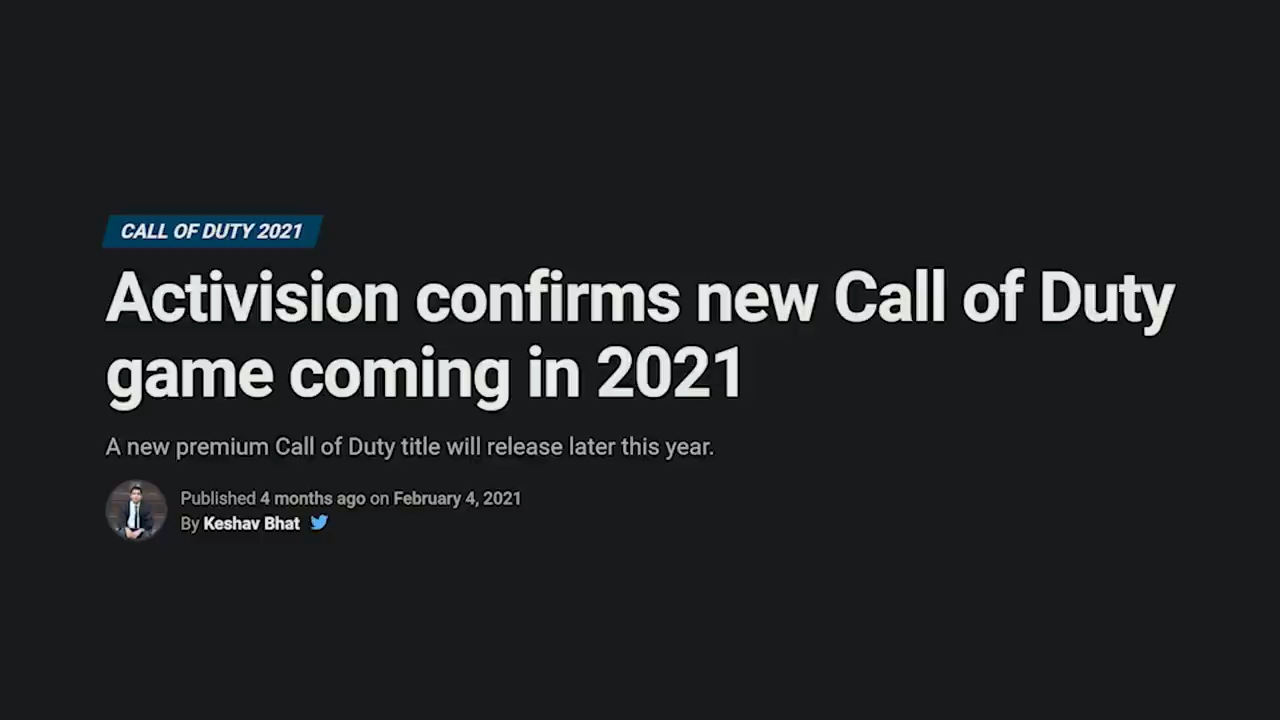 CALL OF DUTY 2021
Activision confirms new Call of Duty
game coming in 2021
A new premium Call of Duty title will release later this year.
Published 4 months ago on February 4, 2021
By Keshav Bhat